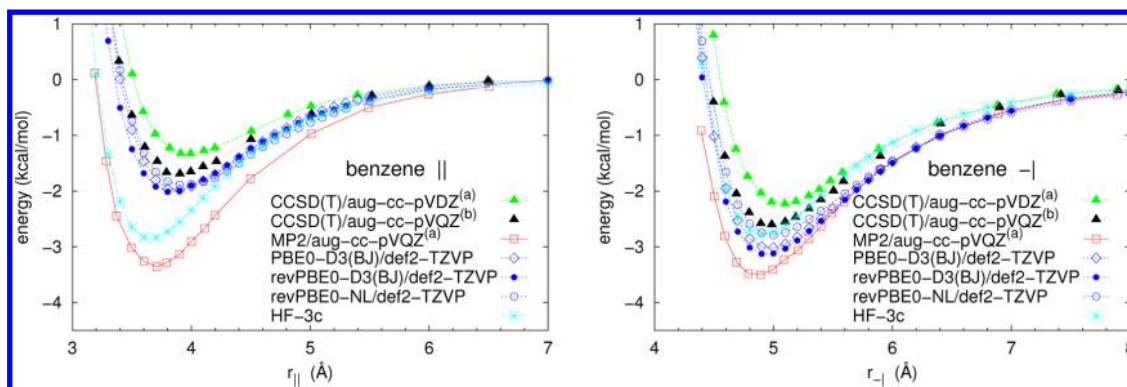 energy (kcal/mol)
0
−1
−2
−3
−4
benzene ||
CCSD(T)/aug−cc−pVDZ(a)
CCSD(T)/aug−cc−pVQZ(b)
MP2/aug−cc−pVQZ(a)
PBE0−D3(BJ)/def2−TZVP
revPBE0−D3(BJ)/def2−TZVP
revPBE0−NL/def2−TZVP
HF−3c
3 4 5 6 7
r|| (Å)
energy (kcal/mol)
0
−1
−2
−3
−4
benzene −|
CCSD(T)/aug−cc−pVDZ(a)
CCSD(T)/aug−cc−pVQZ(b)
MP2/aug−cc−pVQZ(a)
PBE0−D3(BJ)/def2−TZVP
revPBE0−D3(BJ)/def2−TZVP
revPBE0−NL/def2−TZVP
HF−3c
4 5 6 7 8
r−| (Å)